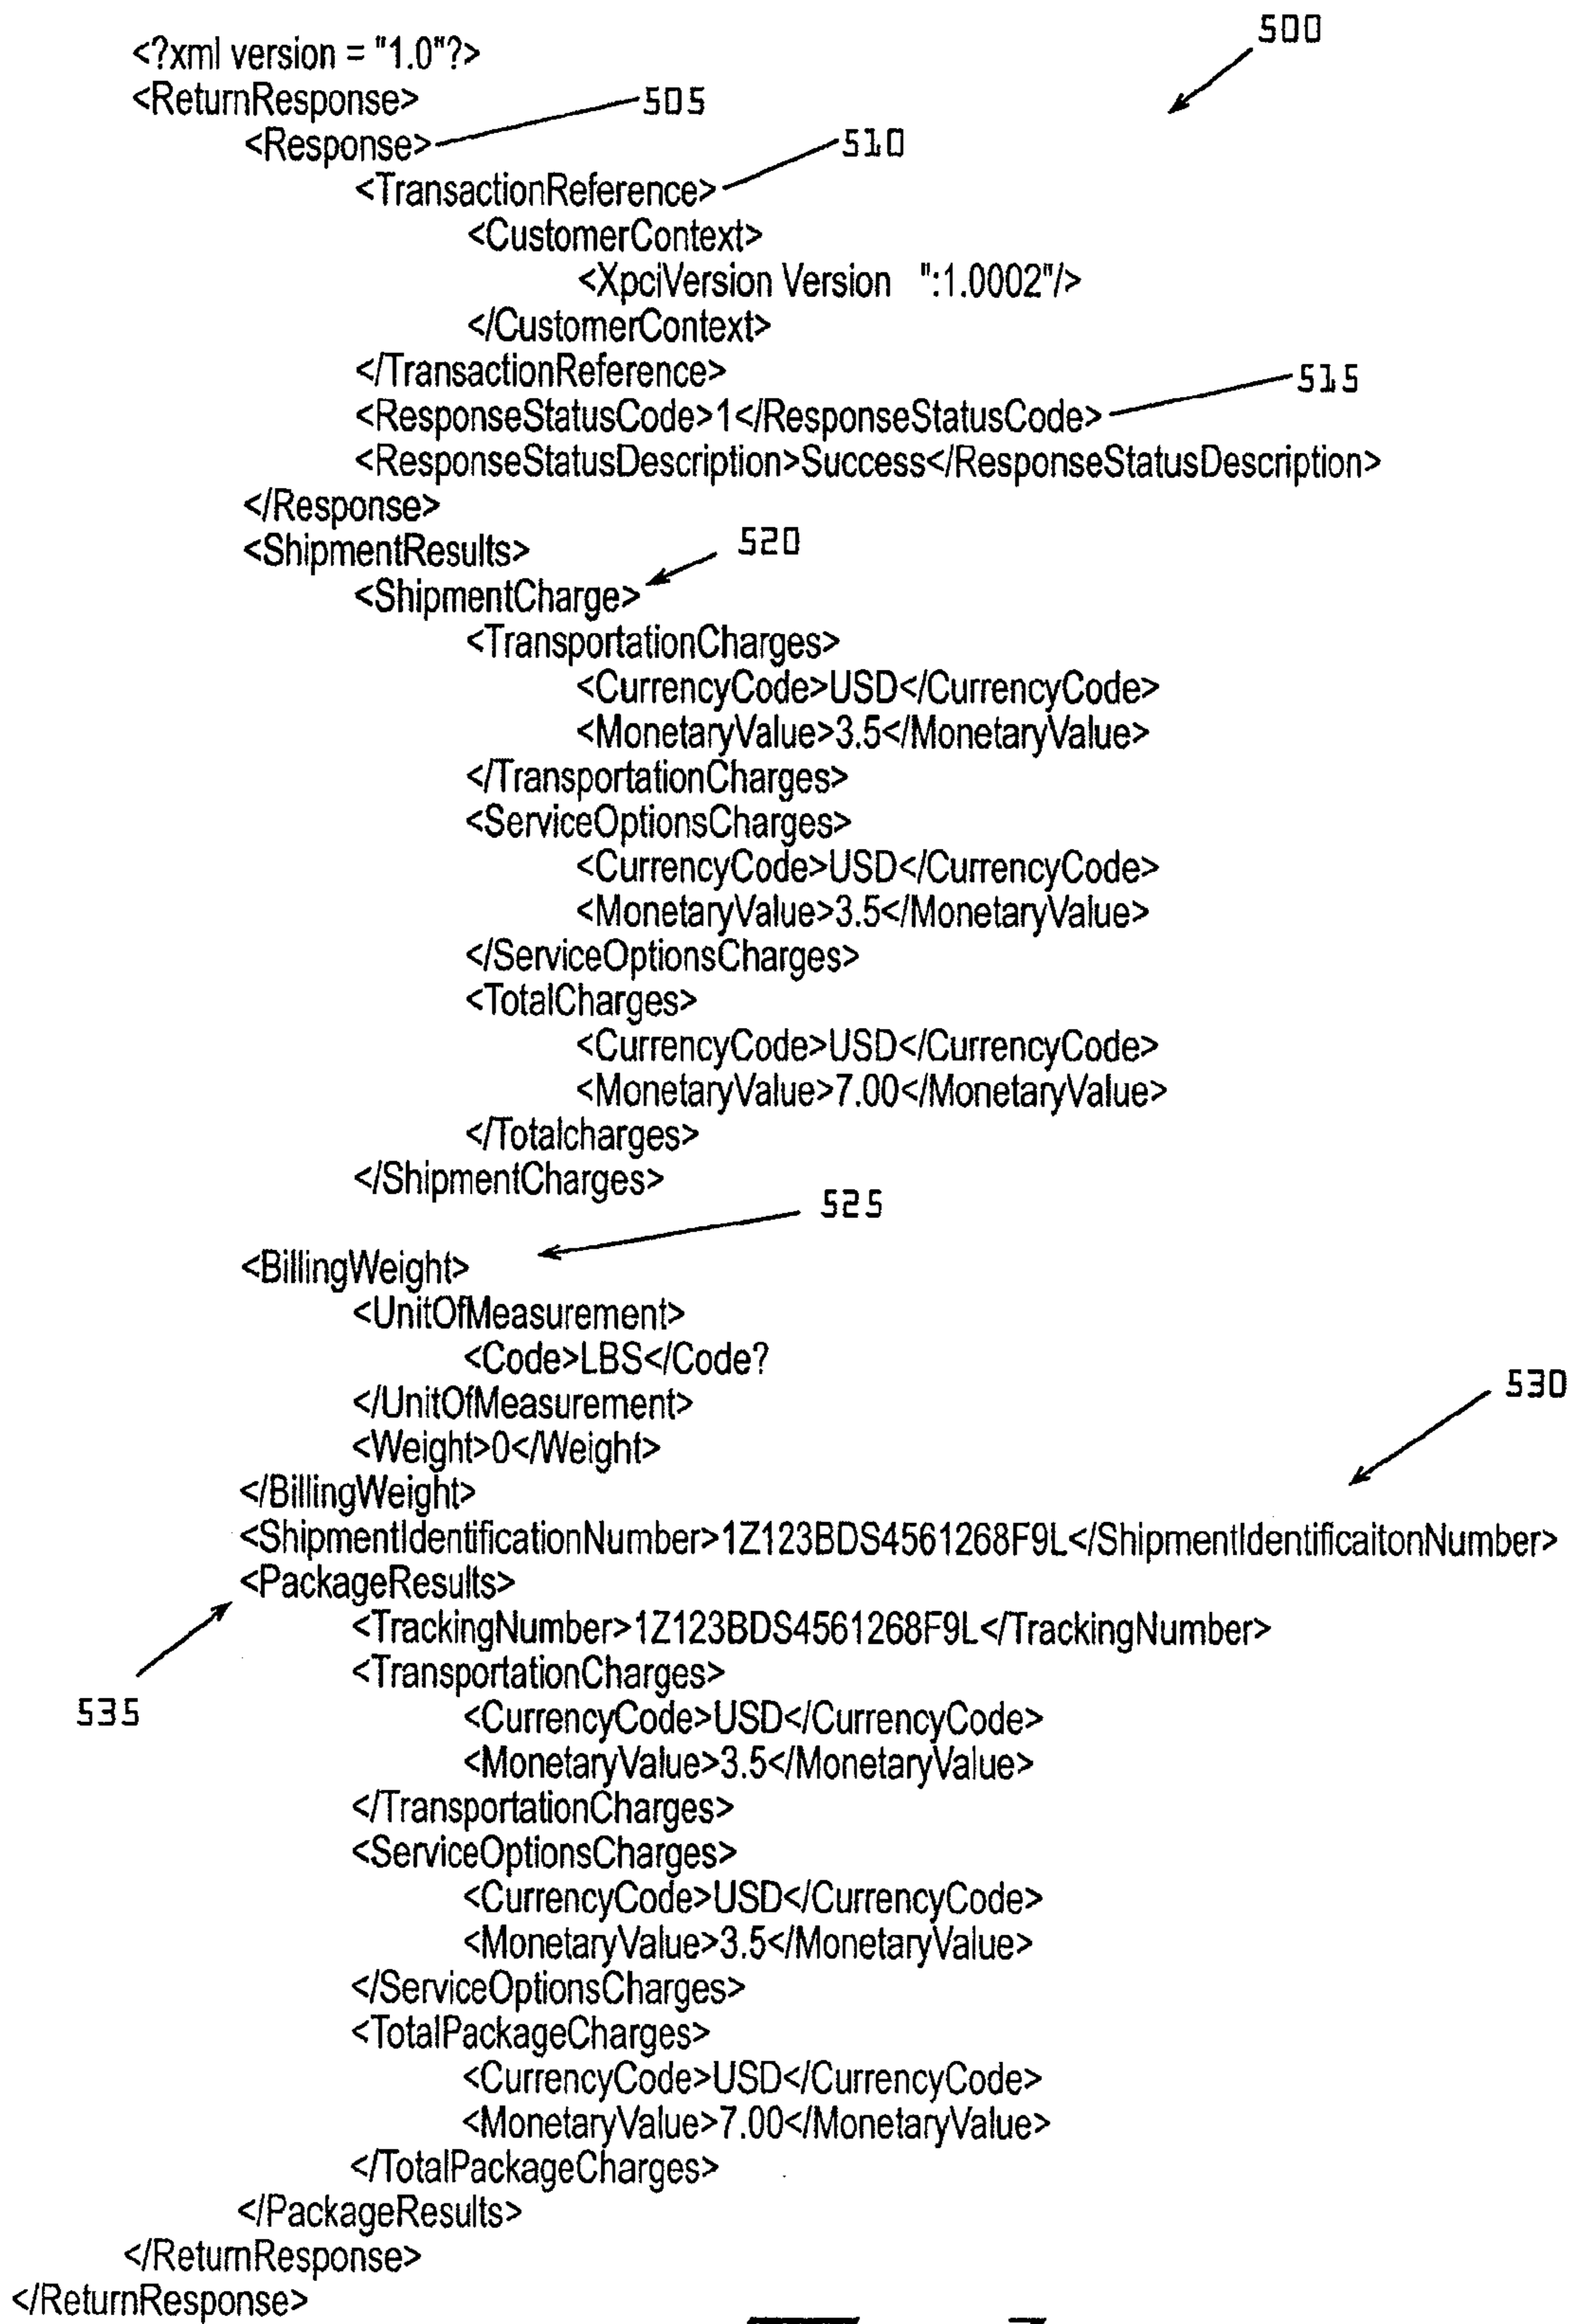 500
<?xml version = "1.0"?>
<ReturnResponse>
505
<Response>
510
<TransactionReference>
<CustomerContext>
<XpciVersion Version ":1.0002"/>
</CustomerContext>
</TransactionReference>
515
<ResponseStatusCode>1</ResponseStatusCode>
<ResponseStatusDescription>Success</ResponseStatusDescription>
</Response>
520
<ShipmentResults>
<ShipmentCharge>
<TransportationCharges>
<CurrencyCode>USD</CurrencyCode>
<MonetaryValue>3.5</MonetaryValue>
</TransportationCharges>
<ServiceOptionsCharges>
<CurrencyCode>USD</CurrencyCode>
<MonetaryValue>3.5</MonetaryValue>
</ServiceOptionsCharges>
<TotalCharges>
<CurrencyCode>USD</CurrencyCode>
<MonetaryValue>7.00</MonetaryValue>
</Totalcharges>
</ShipmentCharges>
525
<BillingWeight>
<UnitOfMeasurement>
<Code>LBS</Code?
530
</UnitOfMeasurement>
<Weight>0</Weight>
</BillingWeight>
<ShipmentIdentificationNumber>1Z123BDS4561268F9L</ShipmentIdentificaitonNumber>
<PackageResults>
<TrackingNumber>1Z123BDS4561268F9L</TrackingNumber>
<TransportationCharges>
535
<CurrencyCode>USD</CurrencyCode>
<MonetaryValue>3.5</MonetaryValue>
</TransportationCharges>
<ServiceOptionsCharges>
<CurrencyCode>USD</CurrencyCode>
<MonetaryValue>3.5</MonetaryValue>
</ServiceOptionsCharges>
<TotalPackageCharges>
<CurrencyCode>USD</CurrencyCode>
<MonetaryValue>7.00</MonetaryValue>
</TotalPackageCharges>
</PackageResults>
</ReturnResponse>
</ReturnResponse>